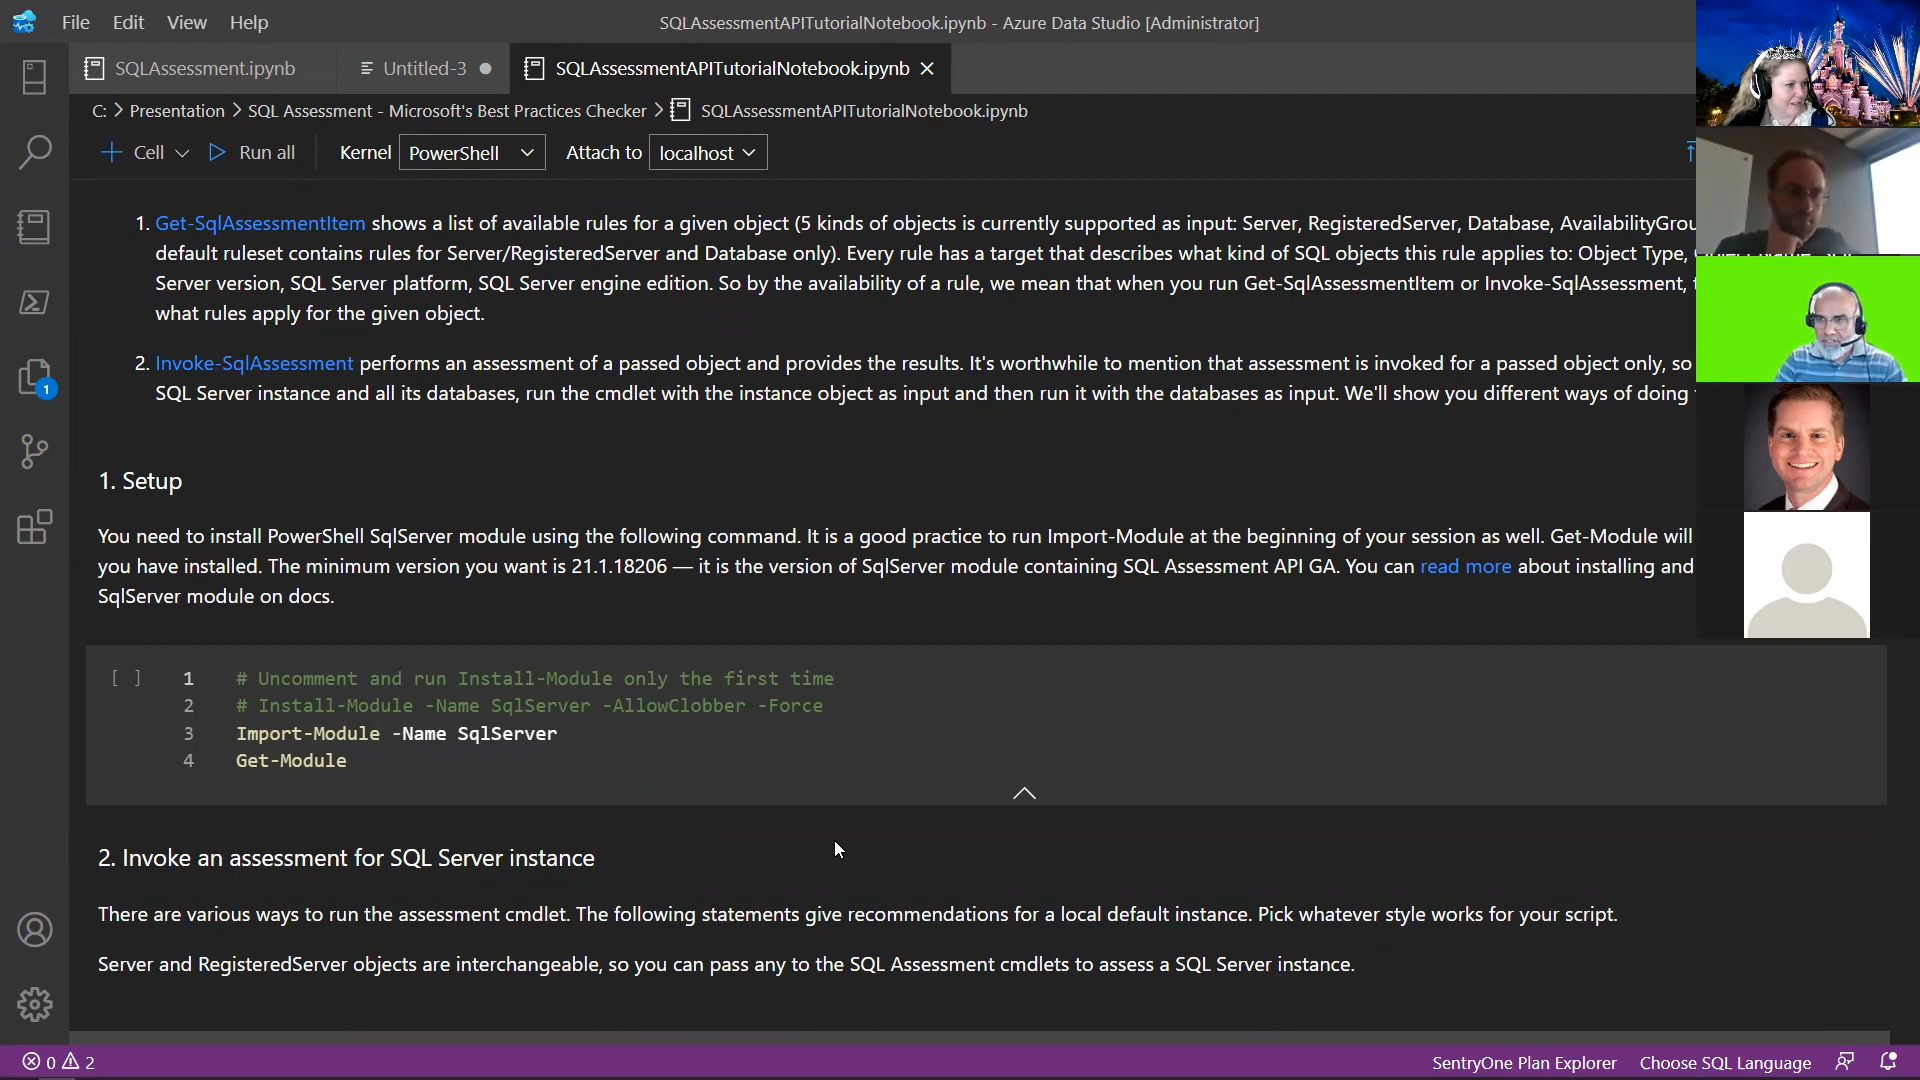 File Edit View Help
SQLAssessmentAPITutorialNotebook.ipynb - Azure Data Studio [Administrator]
SQLAssessment.ipynb Untitled-3 SQLAssessmentAPITutorialNotebook.ipynb
C: > Presentation > SQL Assessment - Microsoft's Best Practices Checker > SQLAssessmentAPITutorialNotebook.ipynb
Cell Run all Kernel PowerShell Attach to localhost
1. Get-SqlAssessmentItem shows a list of available rules for a given object (5 kinds of objects is currently supported as input: Server, RegisteredServer, Database, AvailabilityGrou
default ruleset contains rules for Server/RegisteredServer and Database only). Every rule has a target that describes what kind of SQL objects this rule applies to: Object Type,
Server version, SQL Server platform, SQL Server engine edition. So by the availability of a rule, we mean that when you run Get-SqlAssessmentItem or Invoke-SqlAssessment,
what rules apply for the given object.
2. Invoke-SqlAssessment performs an assessment of a passed object and provides the results. It's worthwhile to mention that assessment is invoked for a passed object only, so
SQL Server instance and all its databases, run the cmdlet with the instance object as input and then run it with the databases as input. We'll show you different ways of doing
1. Setup
You need to install PowerShell SqlServer module using the following command. It is a good practice to run Import-Module at the beginning of your session as well. Get-Module will
you have installed. The minimum version you want is 21.1.18206 — it is the version of SqlServer module containing SQL Assessment API GA. You can read more about installing and
SqlServer module on docs.
[ ] 1 # Uncomment and run Install-Module only the first time
2 # Install-Module -Name SqlServer -AllowClobber -Force
3 Import-Module -Name SqlServer
4 Get-Module
2. Invoke an assessment for SQL Server instance
There are various ways to run the assessment cmdlet. The following statements give recommendations for a local default instance. Pick whatever style works for your script.
Server and RegisteredServer objects are interchangeable, so you can pass any to the SQL Assessment cmdlets to assess a SQL Server instance.
1
0 2 SentryOne Plan Explorer Choose SQL Language